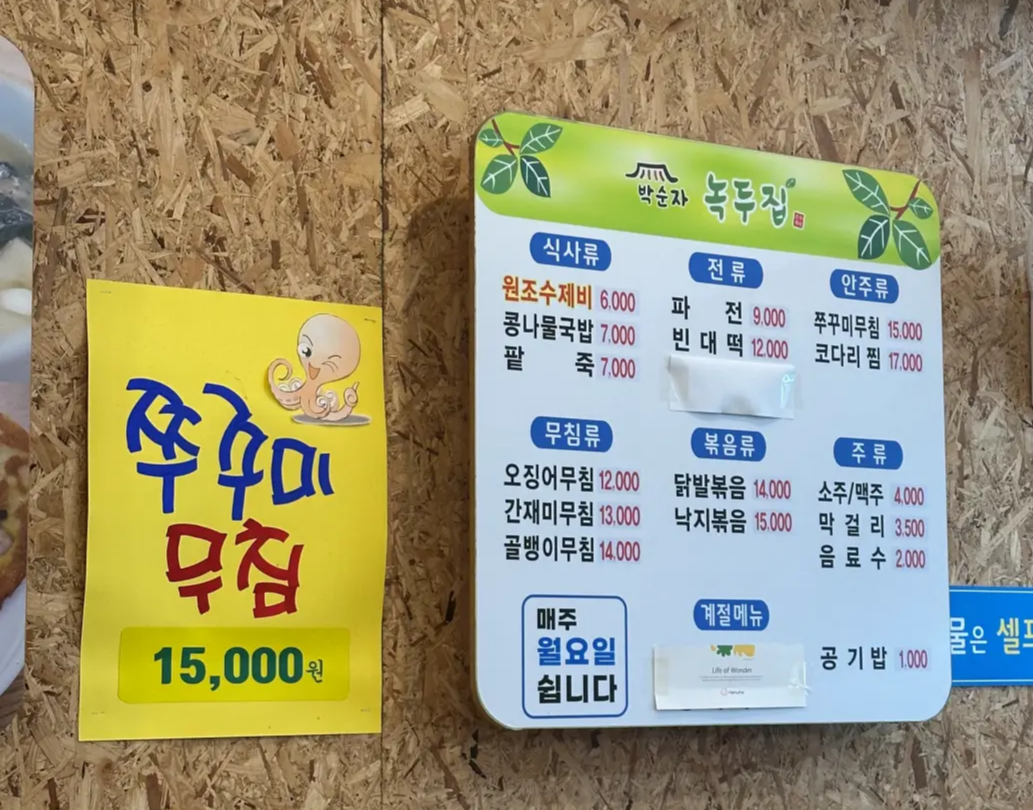 쭈꾸미
무침
15,000원
박순자 녹두집
식사류
원조수제비 6.000
콩나물국밥 7.000
팥죽 7.000
전류
파전 9.000
빈대떡 12.000
안주류
쭈꾸미무침 15.000
코다리찜 17.000
무침류
오징어무침 12.000
간재미무침 13.000
골뱅이무침 14.000
볶음류
닭발볶음 14.000
낙지볶음 15.000
주류
소주/맥주 4.000
막걸리 3.500
음료수 2.000
매주
월요일
쉽니다
계절메뉴
Life of Wonder
공기밥 1.000
물은 셀프